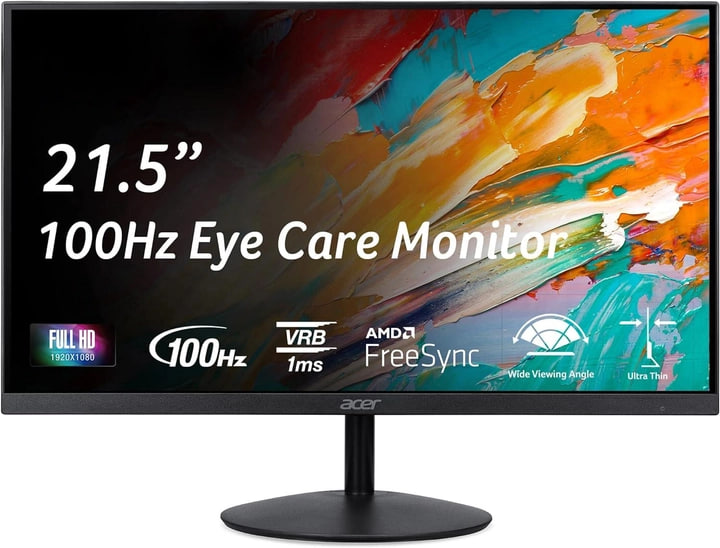 21.5”
100Hz Eye Care Monitor
FULL HD
1920X1080
100Hz
VRB
1ms
AMD
FreeSync
Wide Viewing Angle
Ultra Thin
acer